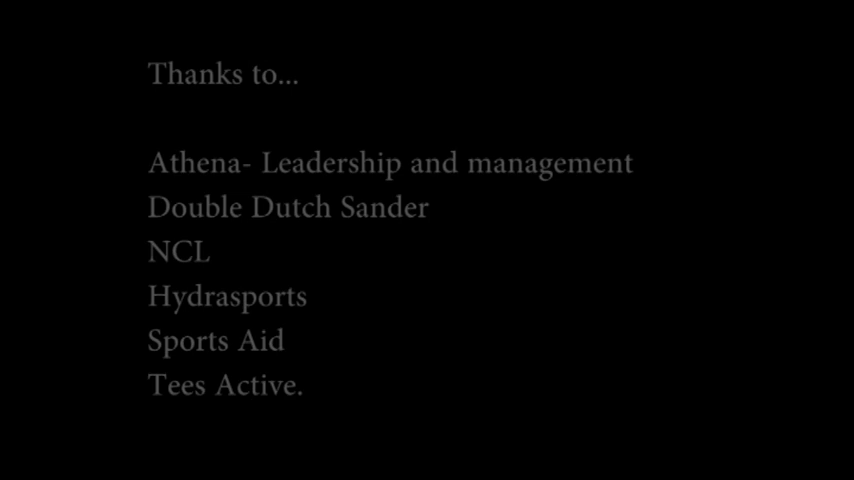 Thanks to...
Athena- Leadership and management
Double Dutch Sander
NCL
Hydrasports
Sports Aid
Tees Active.